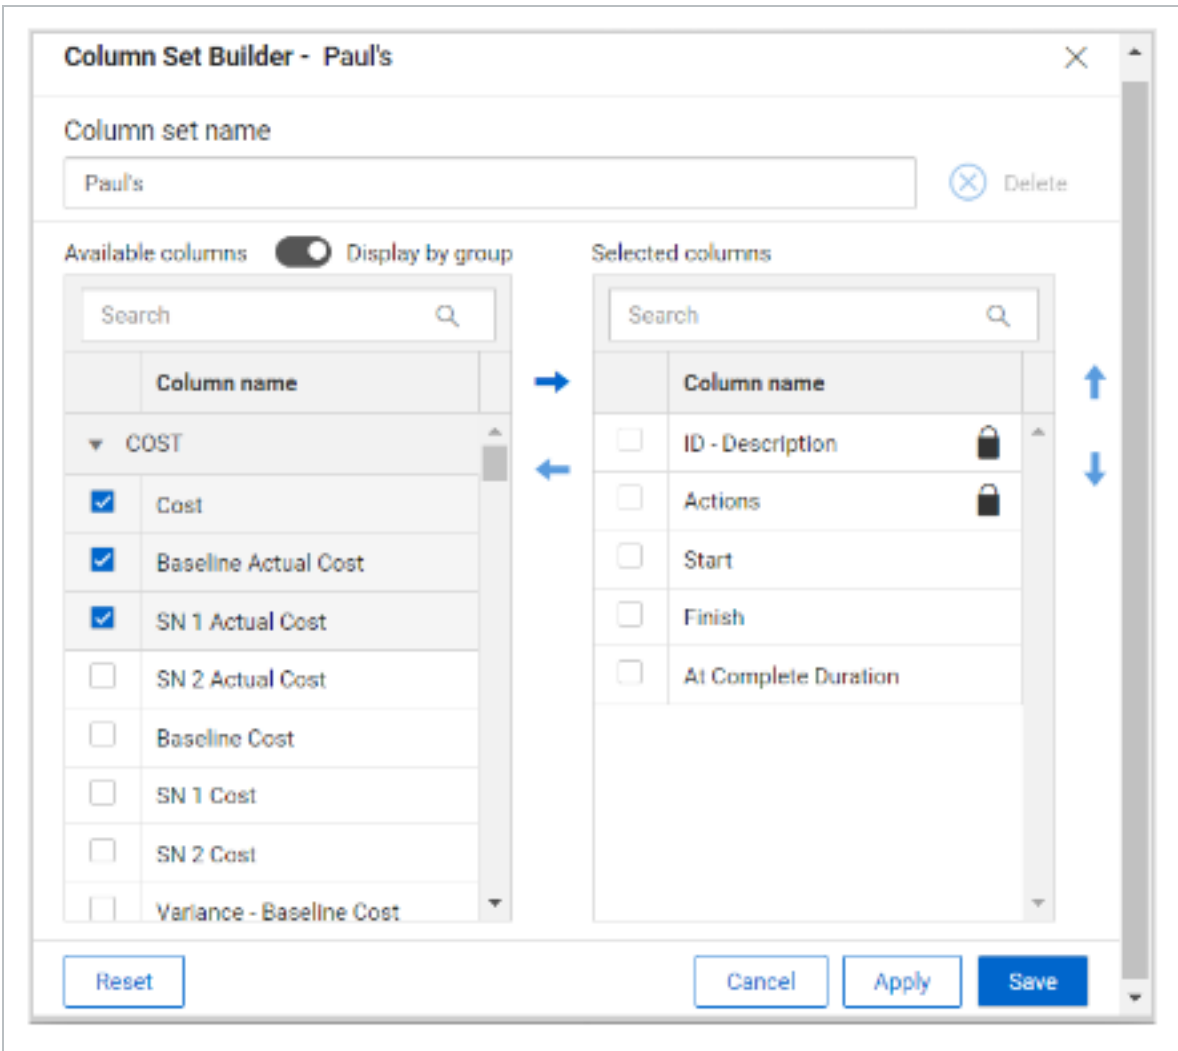 Column Set Builder - Paul's
Column set name
Paul's
Delete
Available columns
Display by group
Search
Column name
COST
Cost
Baseline Actual Cost
SN 1 Actual Cost
SN 2 Actual Cost
Baseline Cost
SN 1 Cost
SN 2 Cost
Variance - Baseline Cost
Selected columns
Search
Column name
ID - Description
Actions
Start
Finish
At Complete Duration
Reset
Cancel
Apply
Save